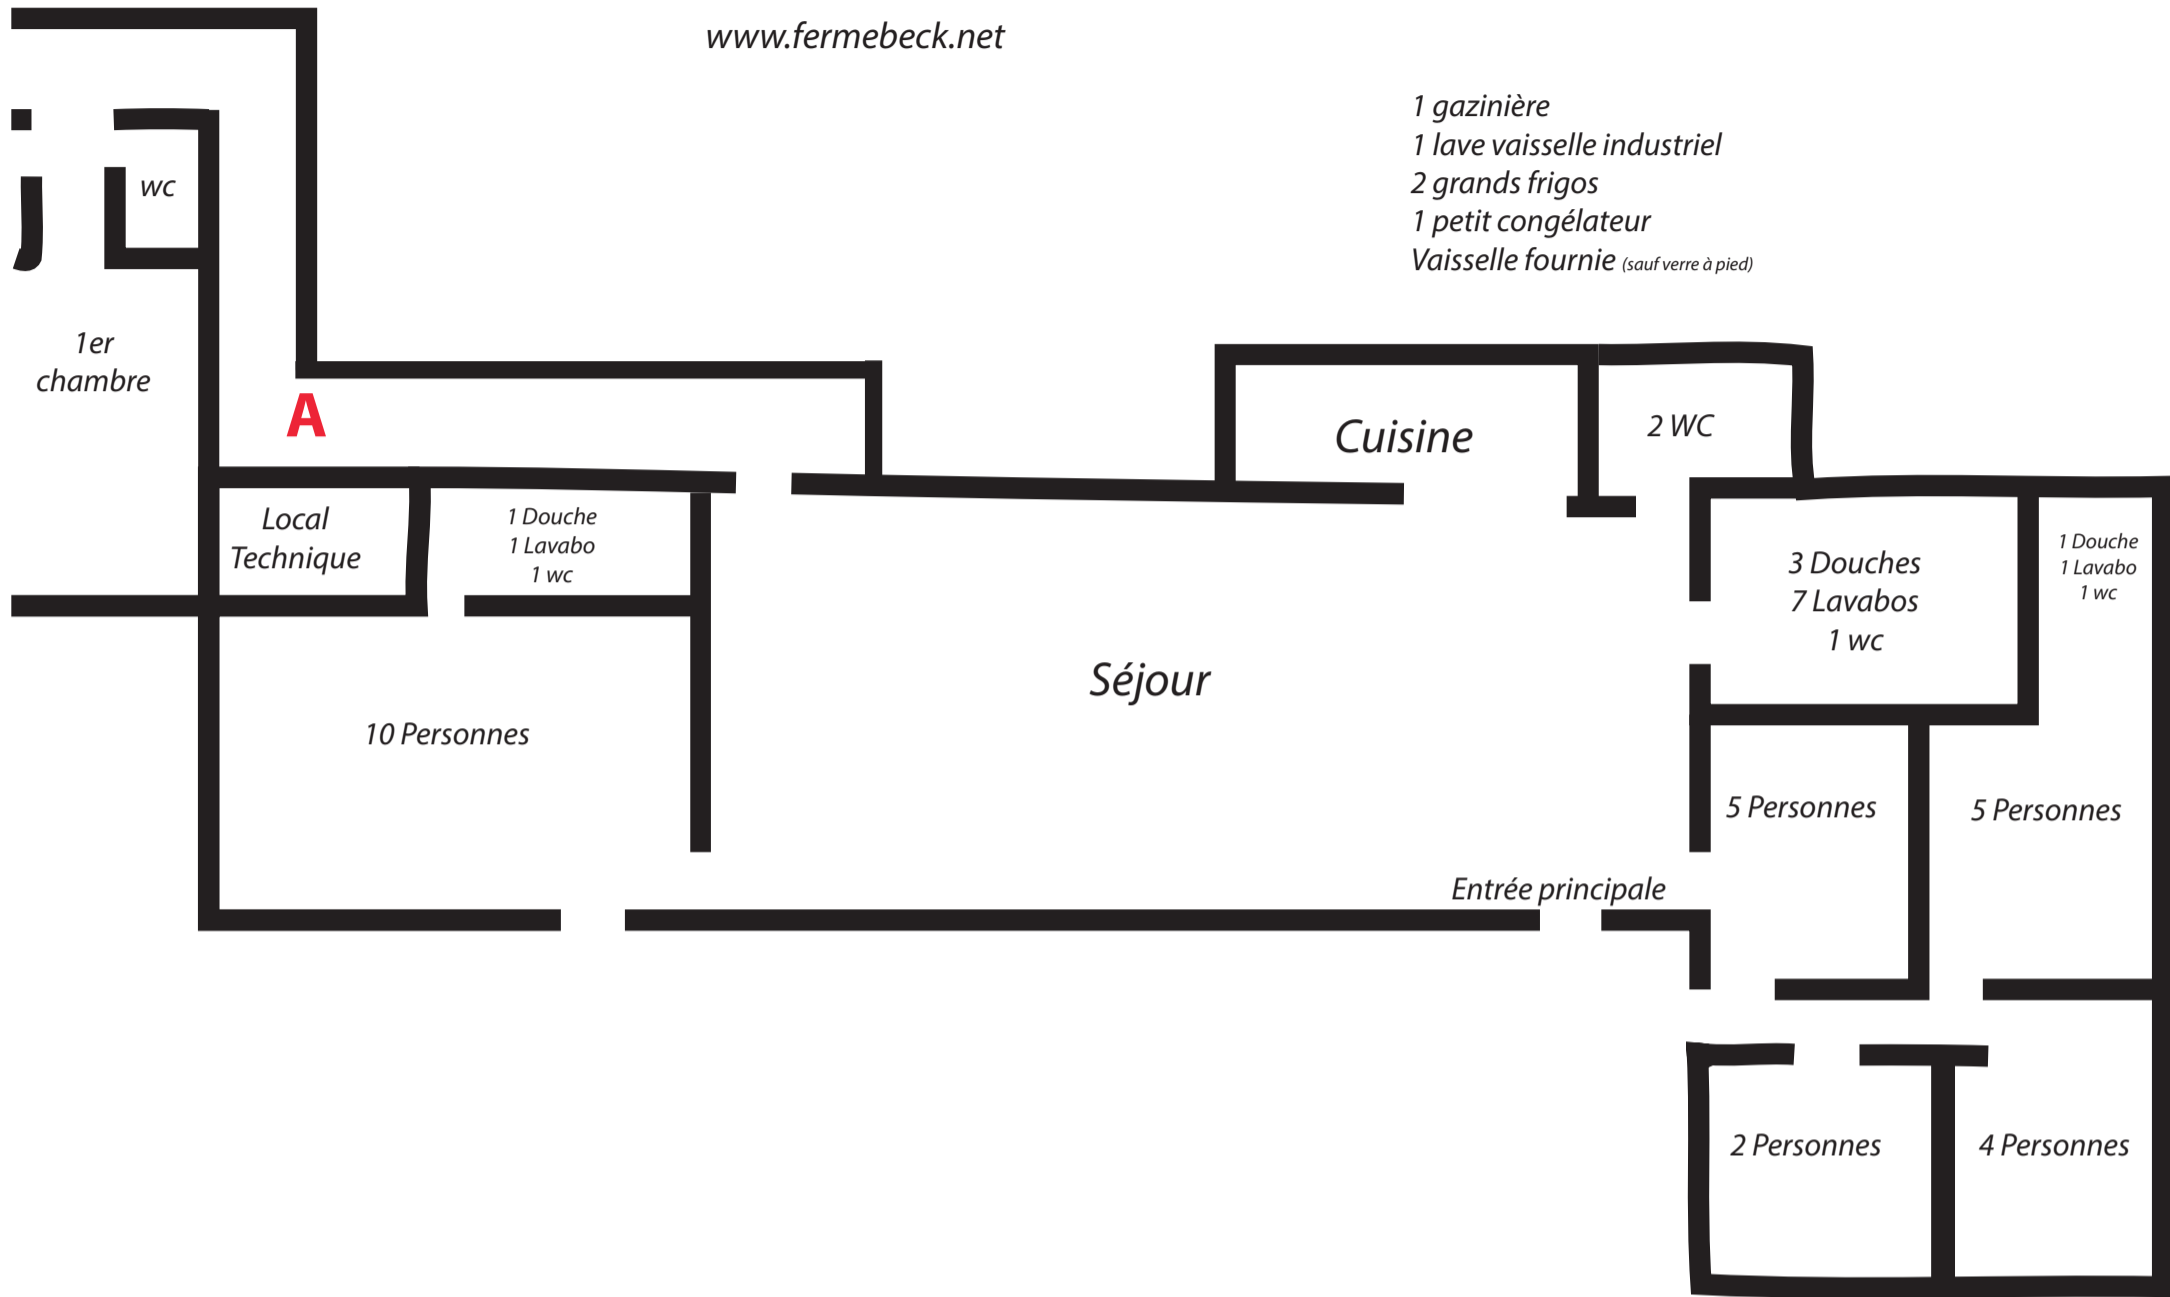 www.fermebeck.net
1 gazinière
1 lave vaisselle industriel
2 grands frigos
1 petit congélateur
Vaisselle fournie (sauf verre à pied)
wc
1er
chambre
A
Cuisine
2 WC
Local
Technique
1 Douche
1 Lavabo
1 wc
3 Douches
7 Lavabos
1 wc
1 Douche
1 Lavabo
1 wc
Séjour
10 Personnes
5 Personnes
5 Personnes
Entrée principale
2 Personnes
4 Personnes